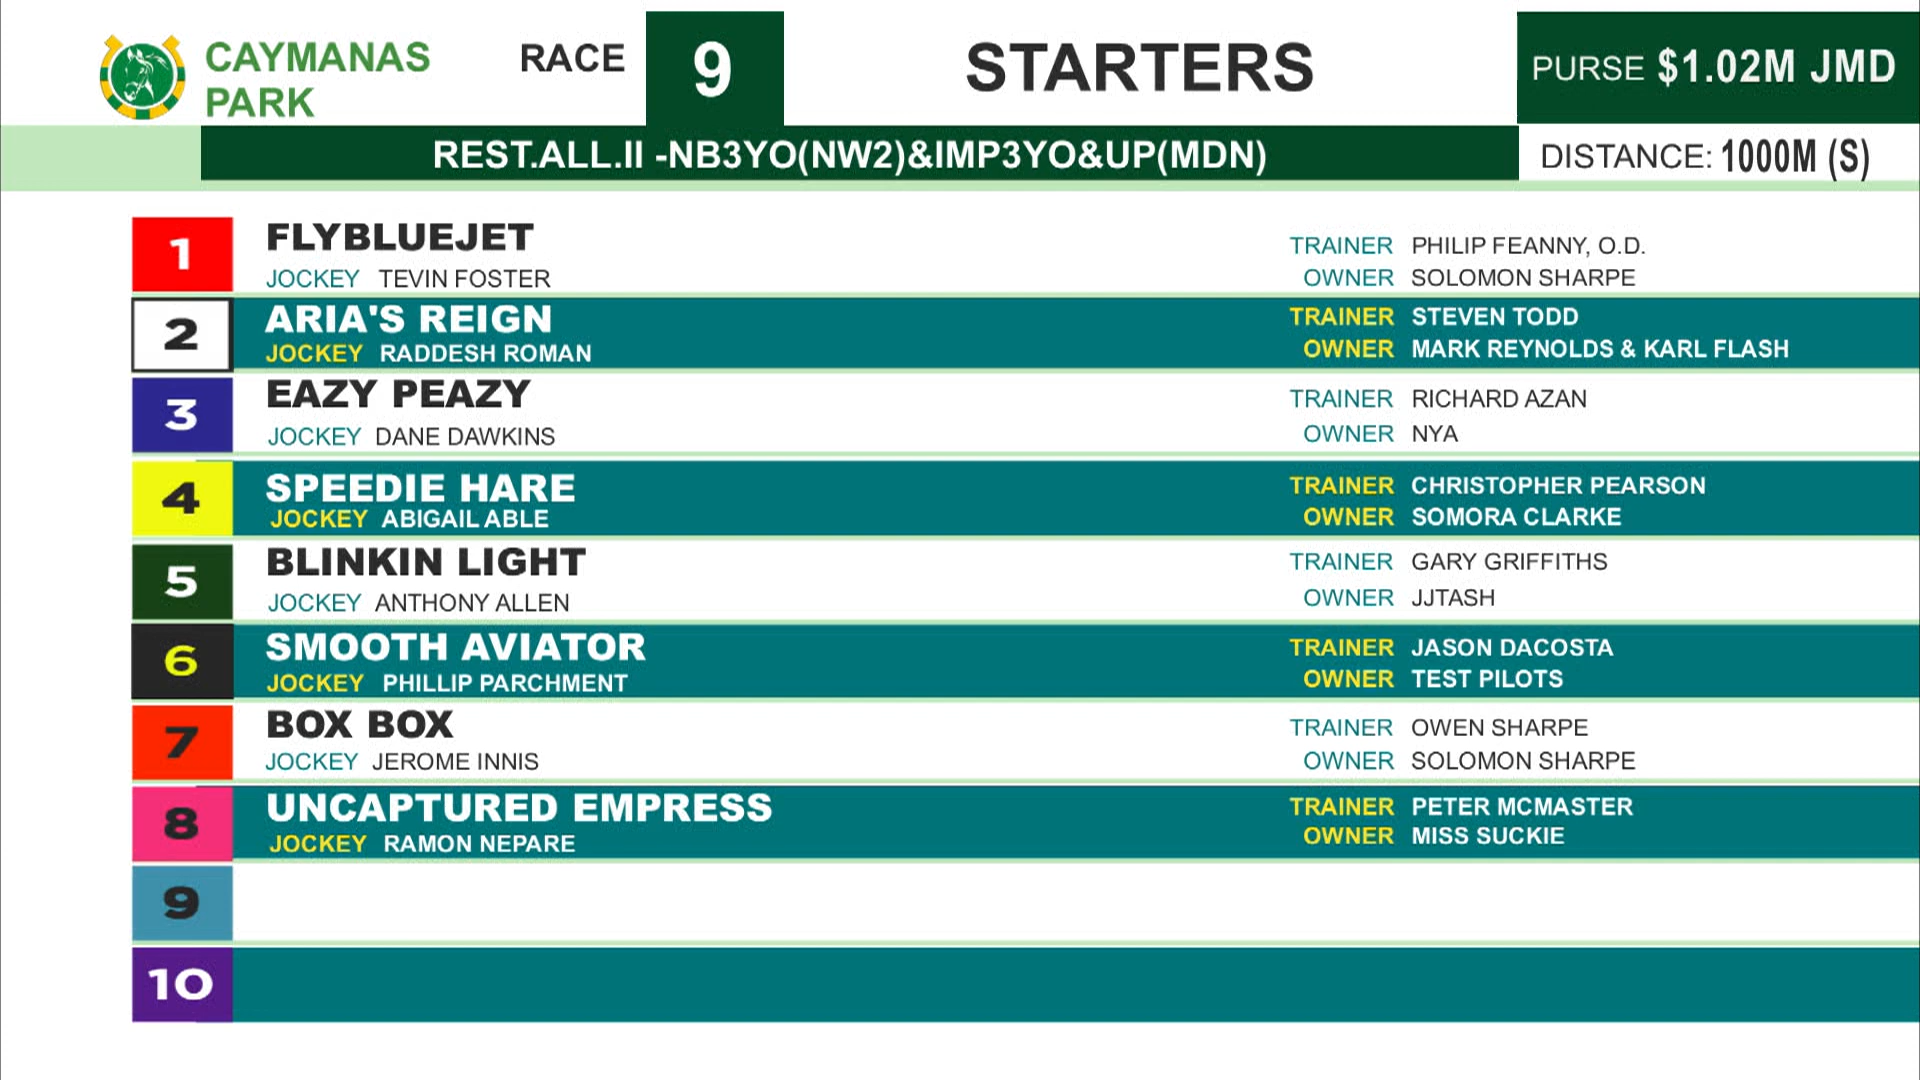 CAYMANAS
PARK
RACE 9 STARTERS PURSE $1.02M JMD
REST.ALL.II -NB3YO(NW2)&IMP3YO&UP(MDN) DISTANCE: 1000M (S)
1 FLYBLUEJET
JOCKEY TEVIN FOSTER
TRAINER PHILIP FEANNY, O.D.
OWNER SOLOMON SHARPE
2 ARIA'S REIGN
JOCKEY RADDESH ROMAN
TRAINER STEVEN TODD
OWNER MARK REYNOLDS & KARL FLASH
3 EAZY PEAZY
JOCKEY DANE DAWKINS
TRAINER RICHARD AZAN
OWNER NYA
4 SPEEDIE HARE
JOCKEY ABIGAIL ABLE
TRAINER CHRISTOPHER PEARSON
OWNER SOMORA CLARKE
5 BLINKIN LIGHT
JOCKEY ANTHONY ALLEN
TRAINER GARY GRIFFITHS
OWNER JJTASH
6 SMOOTH AVIATOR
JOCKEY PHILLIP PARCHMENT
TRAINER JASON DACOSTA
OWNER TEST PILOTS
7 BOX BOX
JOCKEY JEROME INNIS
TRAINER OWEN SHARPE
OWNER SOLOMON SHARPE
8 UNCAPTURED EMPRESS
JOCKEY RAMON NEPARE
TRAINER PETER MCMASTER
OWNER MISS SUCKIE
9
10